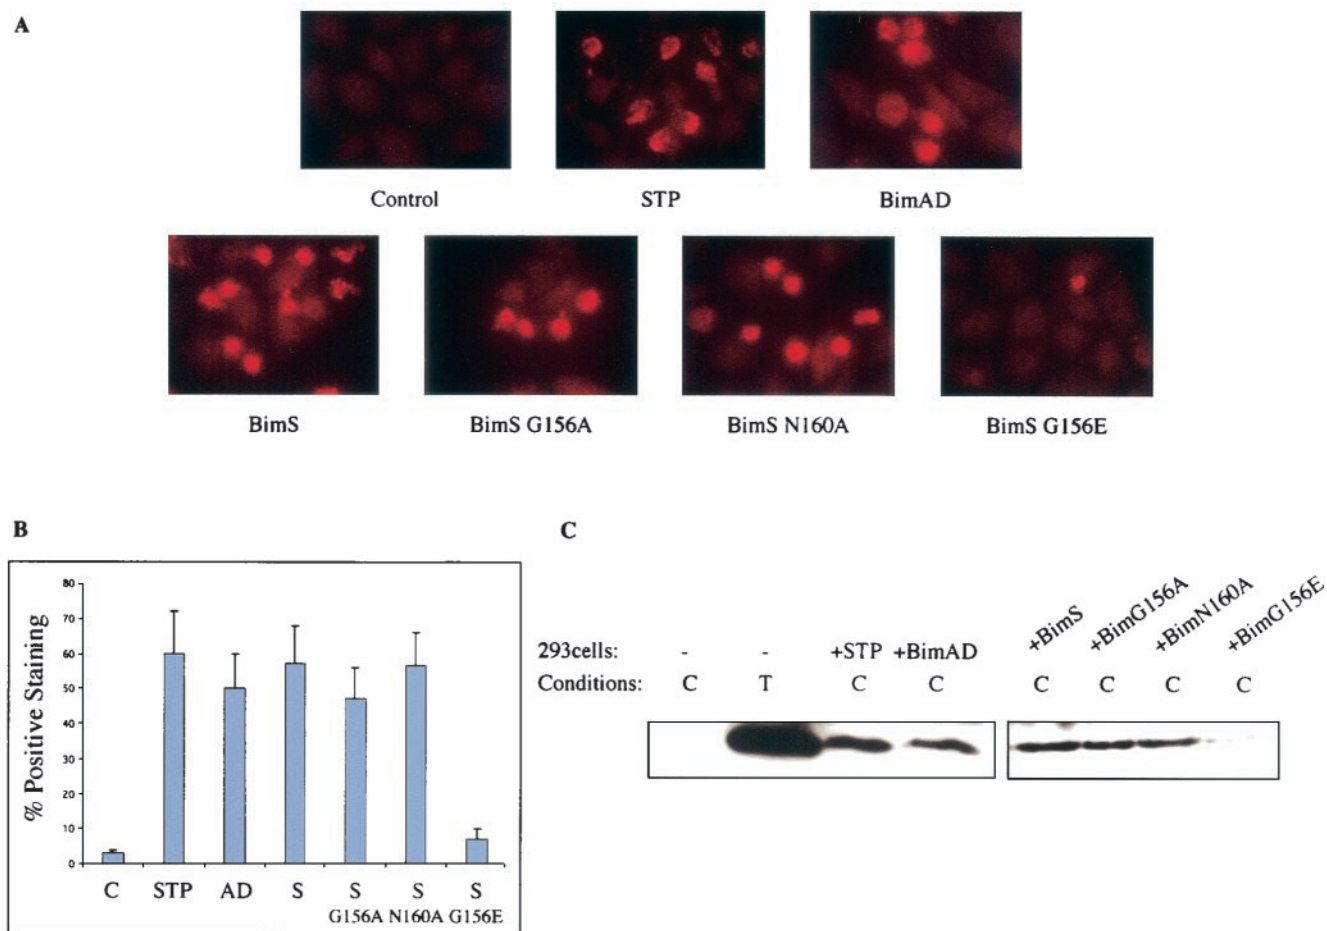 A
Control
STP
BimAD
BimS
BimS G156A
BimS N160A
BimS G156E
B
% Positive Staining
80
70
60
50
40
30
20
10
0
C STP AD S S S S
G156A N160A G156E
C
+BimS +BimG156A +BimN160A +BimG156E
293cells: - - +STP +BimAD
Conditions: C T C C C C C C